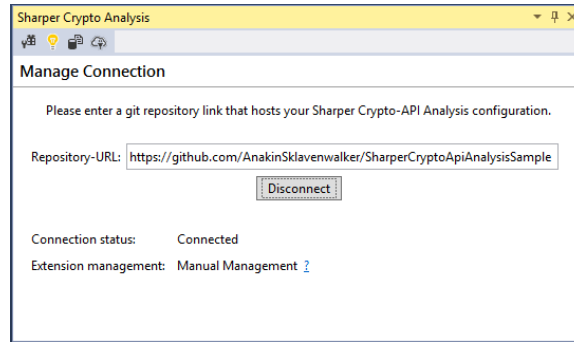 Sharper Crypto Analysis
Manage Connection
Please enter a git repository link that hosts your Sharper Crypto-API Analysis configuration.
Repository-URL: https://github.com/AnakinSklavenwalker/SharperCryptoApiAnalysisSample
Disconnect
Connection status: Connected
Extension management: Manual Management ?